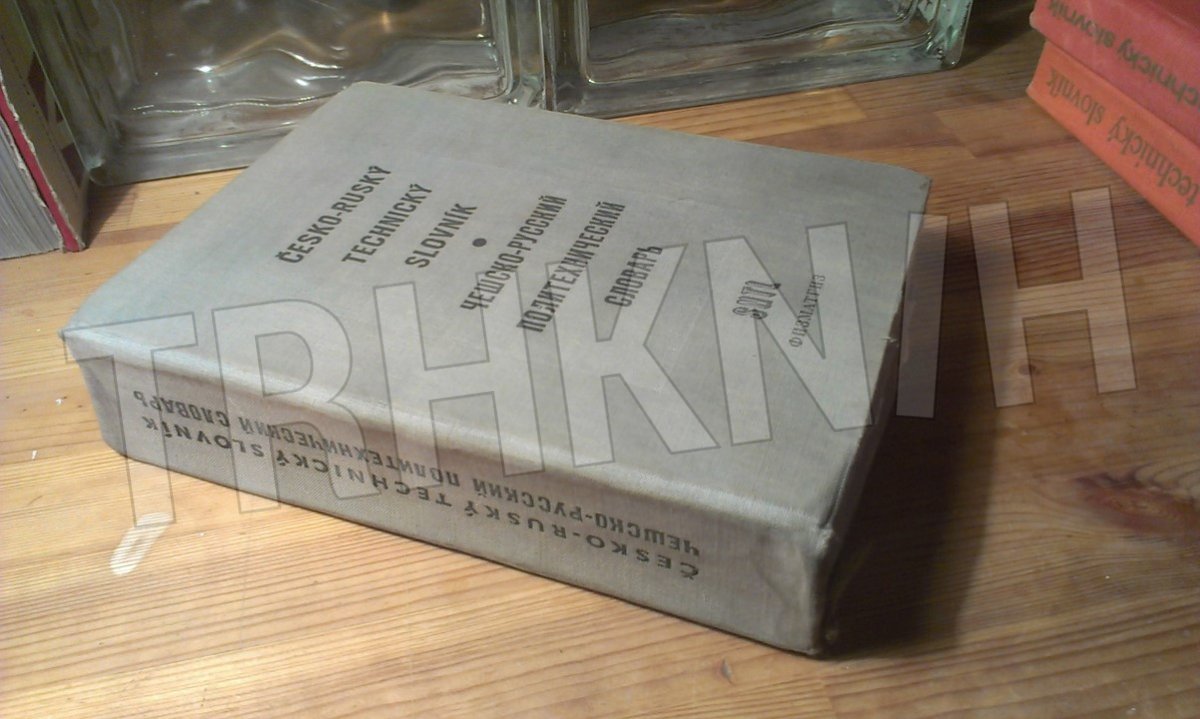 ČESKO-RUSKÝ
TECHNICKÝ
SLOVNÍK
•
ЧЕШСКО-РУССКИЙ
ПОЛИТЕХНИЧЕСКИЙ
СЛОВАРЬ
SNTL
ФИЗМАТГИЗ
ČESKO-RUSKÝ TECHNICKÝ SLOVNÍK
ЧЕШСКО-РУССКИЙ ПОЛИТЕХНИЧЕСКИЙ СЛОВАРЬ
technický slovník
technický slovník
TRHKNIH